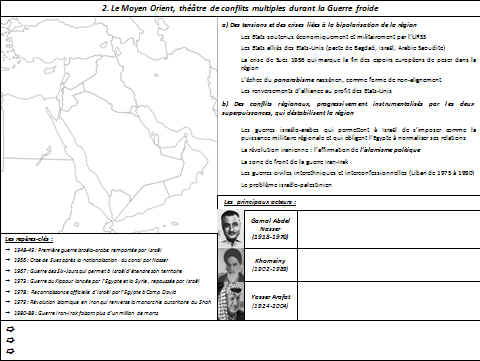 2. Le Moyen Orient, théâtre de conflits multiples durant la Guerre froide
a) Des tensions et des crises liées à la bipolarisation de la région
Les Etats soutenus économiquement et militairement par l'URSS
Les Etats alliés des Etats-Unis (pacte de Bagdad, Israël, Arabie Saoudite)
La crise de Suez 1956 qui marque la fin des espoirs européens de peser dans la
région
L'échec du panarabisme nassérien, comme forme de non-alignement
Les renversements d'alliance au profit des Etats-Unis
b) Des conflits régionaux, progressivement instrumentalisés par les deux
superpuissances, qui déstabilisent la région
Les guerres israélo-arabes qui permettent à Israël de s'imposer comme la
puissance militaire régionale et qui obligent l'Egypte à normaliser ses relations
La révolution iranienne : l'affirmation de l'islamisme politique
La zone de front de la guerre Iran-Irak
Les guerres civiles interethniques et interconfessionnelles (Liban de 1975 à 1990)
Le problème israélo-palestinien
Les principaux acteurs :
Gamal Abdel
Nasser
(1918-1970)
Khomeiny
(1902-1989)
Yasser Arafat
(1924-2004)
Les repères-clés :
→ 1948-49 : Première guerre israélo-arabe remportée par Israël
→ 1956 : Crise de Suez après la nationalisation du canal par Nasser
→ 1967 : Guerre des Six-Jours qui permet à Israël d'étendre son territoire
→ 1973 : Guerre du Kippour lancée par l'Egypte et la Syrie, repoussée par Israël
→ 1978 : Reconnaissance officielle d'Israël par l'Egypte à Camp David
→ 1979 : Révolution islamique en Iran qui renverse la monarchie autoritaire du Shah
→ 1980-88 : Guerre Iran-Irak faisant plus d'un million de morts